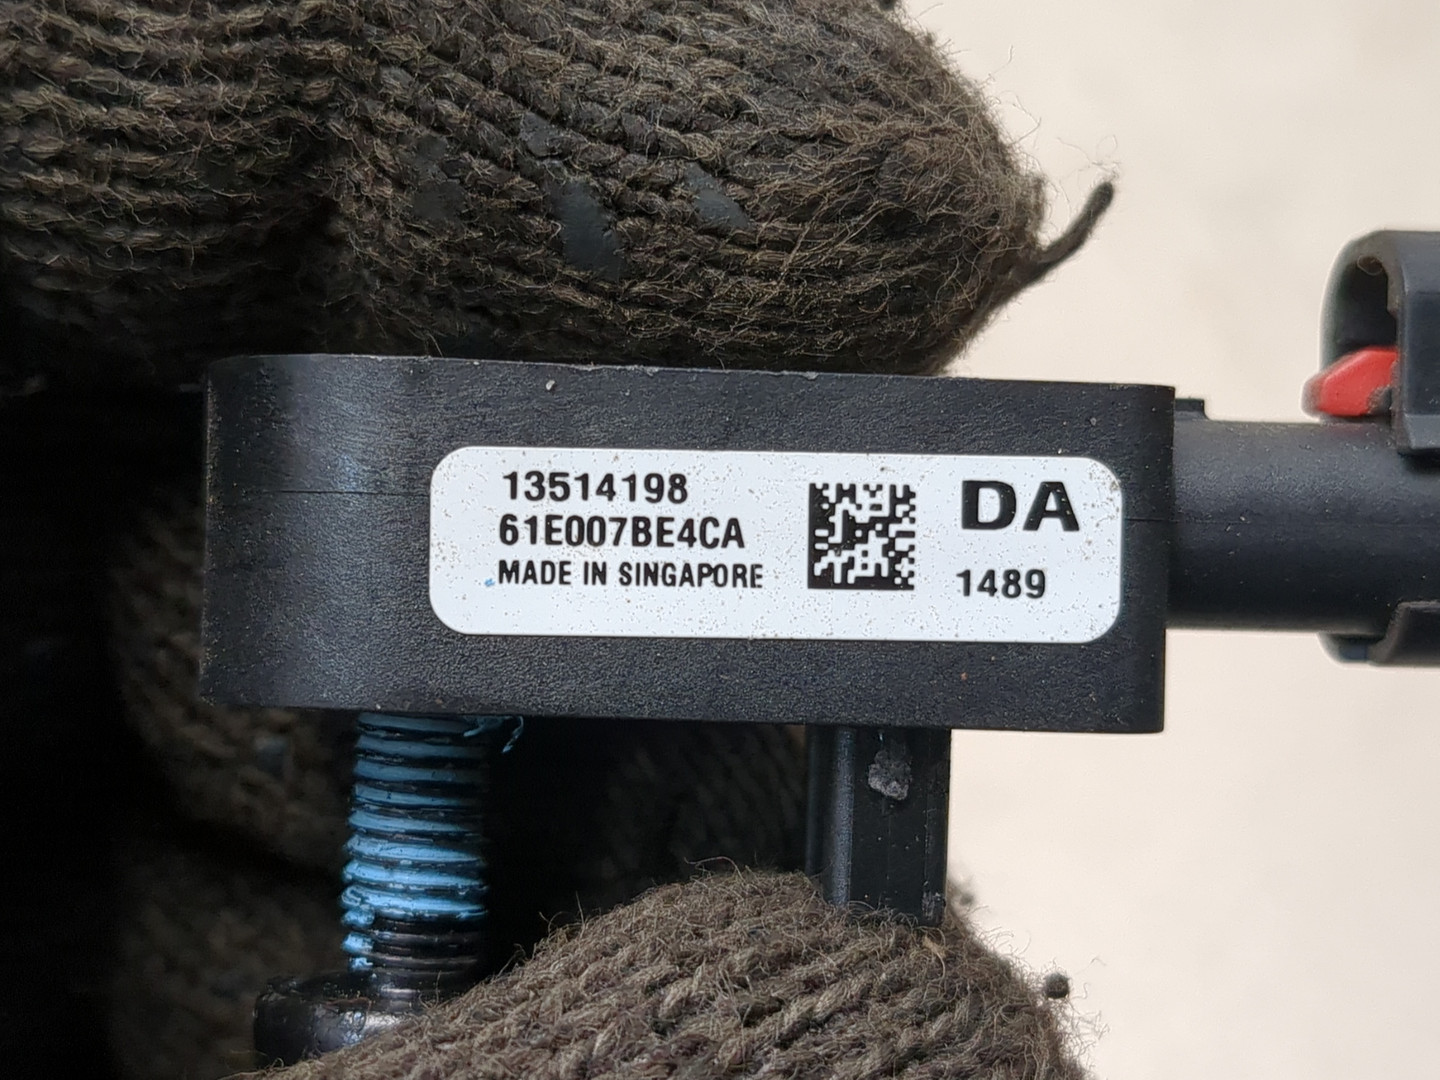 13514198
61E007BE4CA
MADE IN SINGAPORE
DA
1489